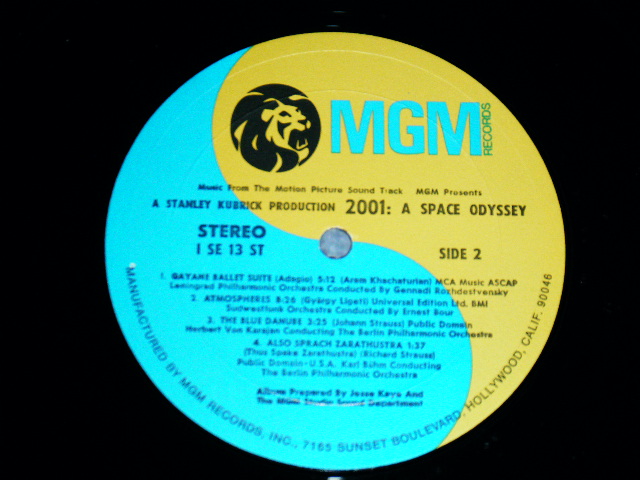 MGM
RECORDS
Music From The Motion Picture Sound Track MGM Presents
A STANLEY KUBRICK PRODUCTION 2001: A SPACE ODYSSEY
STEREO
1 SE 13 ST
SIDE 2
1. GAYANE BALLET SUITE (Adagio) 5:12 (Aram Khachaturian) MCA Music ASCAP
Leningrad Philharmonic Orchestra Conducted By Gennadi Rozhdestvensky
2. ATMOSPHERES 8:26 (György Ligeti) Universal Edition Ltd. BMI
Sudwestfunk Orchestra Conducted By Ernest Bour
3. THE BLUE DANUBE 3:25 (Johann Strauss) Public Domain
Herbert Von Karajan Conducting The Berlin Philharmonic Orchestra
4. ALSO SPRACH ZARATHUSTRA 1:37
(Thus Spake Zarathustra) (Richard Strauss)
Public Domain - U.S.A. Karl Böhm Conducting
The Berlin Philharmonic Orchestra
Album Prepared By Jesse Kaye And
The MGM Studio Sound Department
MANUFACTURED BY MGM RECORDS, INC., 7165 SUNSET BOULEVARD, HOLLYWOOD, CALIF. 90046